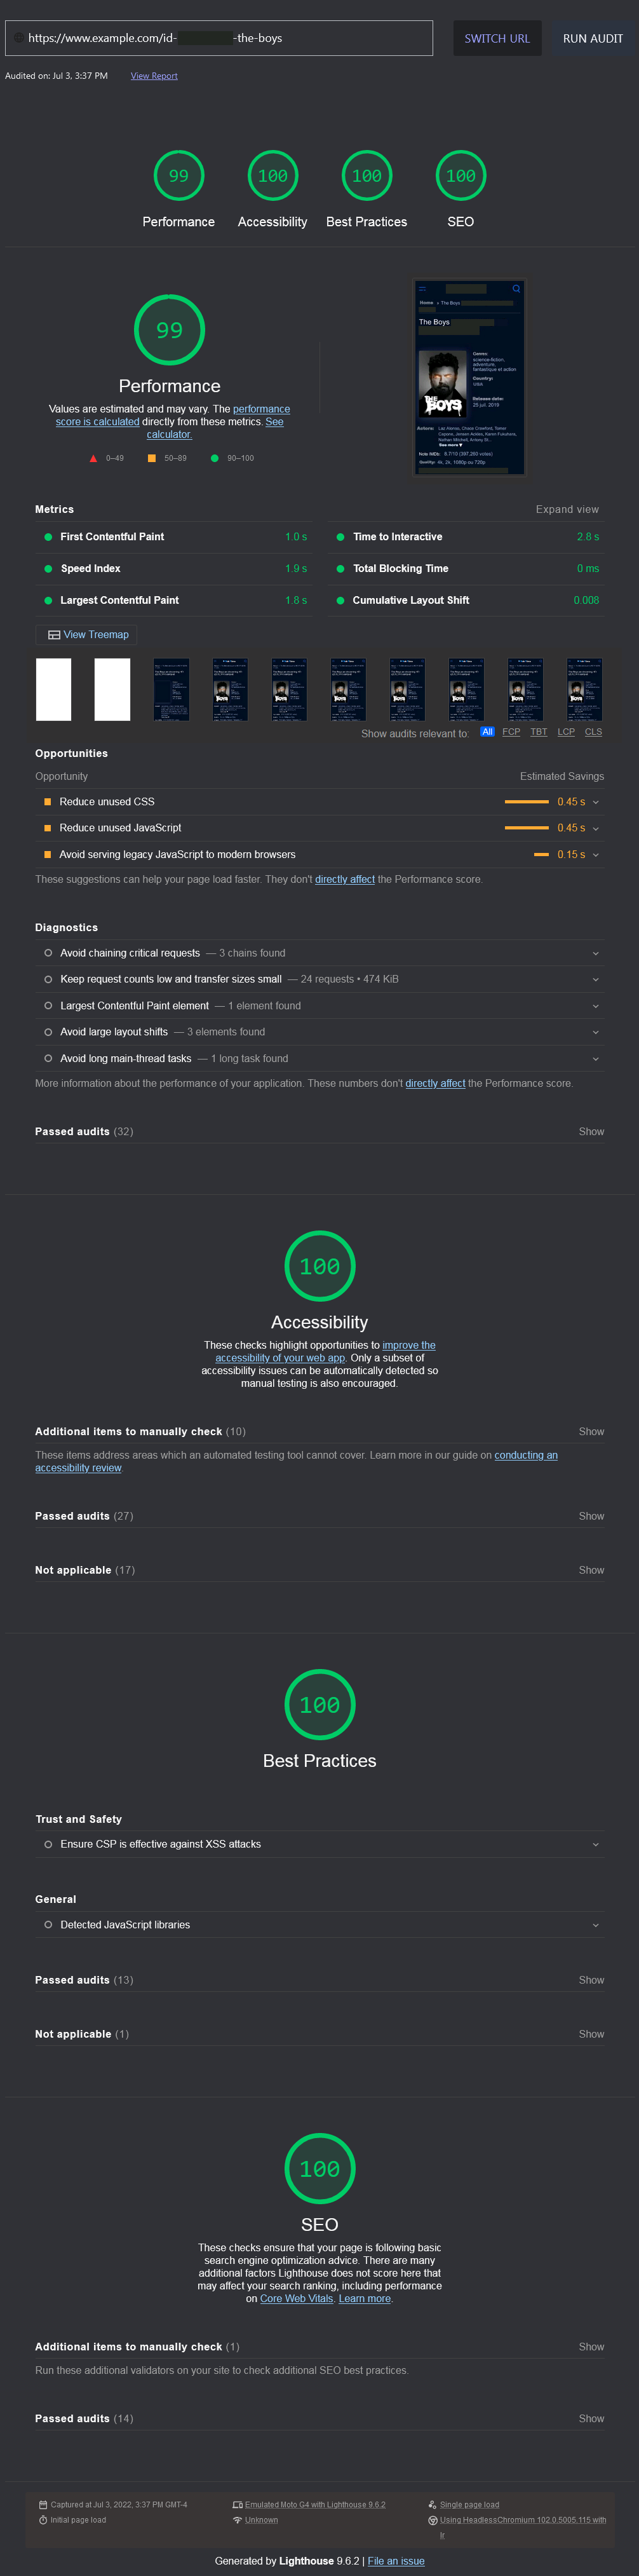 https://www.example.com/id- -the-boys
SWITCH URL
RUN AUDIT
Audited on: Jul 3, 3:37 PM
View Report
99
100
100
100
Performance
Accessibility
Best Practices
SEO
99
Performance
Values are estimated and may vary. The performance
score is calculated directly from these metrics. See
calculator.
0–49
50–89
90–100
Home
The Boys
The Boys
Genre:
science-fiction,
adventure,
fantastique et action
Country:
USA
Release date:
25 jul. 2019
THE BOYS
Actors:
Laz, Chace Crawford, Tomer
Capone, Jensen Ackles, Karen Fukuhara,
Nathan Mitchell, Antony St...
See more ▾
Note IMDb: 8.7/10 (397,260 votes)
Quality: 4k, 2k, 1080p ou 720p
Metrics
Expand view
First Contentful Paint
1.0 s
Time to Interactive
2.8 s
Speed Index
1.9 s
Total Blocking Time
0 ms
Largest Contentful Paint
1.8 s
Cumulative Layout Shift
0.008
View Treemap
Show audits relevant to:
All
FCP
TBT
LCP
CLS
Opportunities
Opportunity
Estimated Savings
Reduce unused CSS
0.45 s
Reduce unused JavaScript
0.45 s
Avoid serving legacy JavaScript to modern browsers
0.15 s
These suggestions can help your page load faster. They don't directly affect the Performance score.
Diagnostics
Avoid chaining critical requests — 3 chains found
Keep request counts low and transfer sizes small — 24 requests • 474 KiB
Largest Contentful Paint element — 1 element found
Avoid large layout shifts — 3 elements found
Avoid long main-thread tasks — 1 long task found
More information about the performance of your application. These numbers don't directly affect the Performance score.
Passed audits (32)
Show
100
Accessibility
These checks highlight opportunities to improve the
accessibility of your web app. Only a subset of
accessibility issues can be automatically detected so
manual testing is also encouraged.
Additional items to manually check (10)
Show
These items address areas which an automated testing tool cannot cover. Learn more in our guide on conducting an
accessibility review.
Passed audits (27)
Show
Not applicable (17)
Show
100
Best Practices
Trust and Safety
Ensure CSP is effective against XSS attacks
General
Detected JavaScript libraries
Passed audits (13)
Show
Not applicable (1)
Show
100
SEO
These checks ensure that your page is following basic
search engine optimization advice. There are many
additional factors Lighthouse does not score here that
may affect your search ranking, including performance
on Core Web Vitals. Learn more.
Additional items to manually check (1)
Show
Run these additional validators on your site to check additional SEO best practices.
Passed audits (14)
Show
Captured at Jul 3, 2022, 3:37 PM GMT-4
Emulated Moto G4 with Lighthouse 9.6.2
Single page load
Initial page load
Unknown
Using HeadlessChromium 102.0.5005.115 with
lr
Generated by Lighthouse 9.6.2 | File an issue